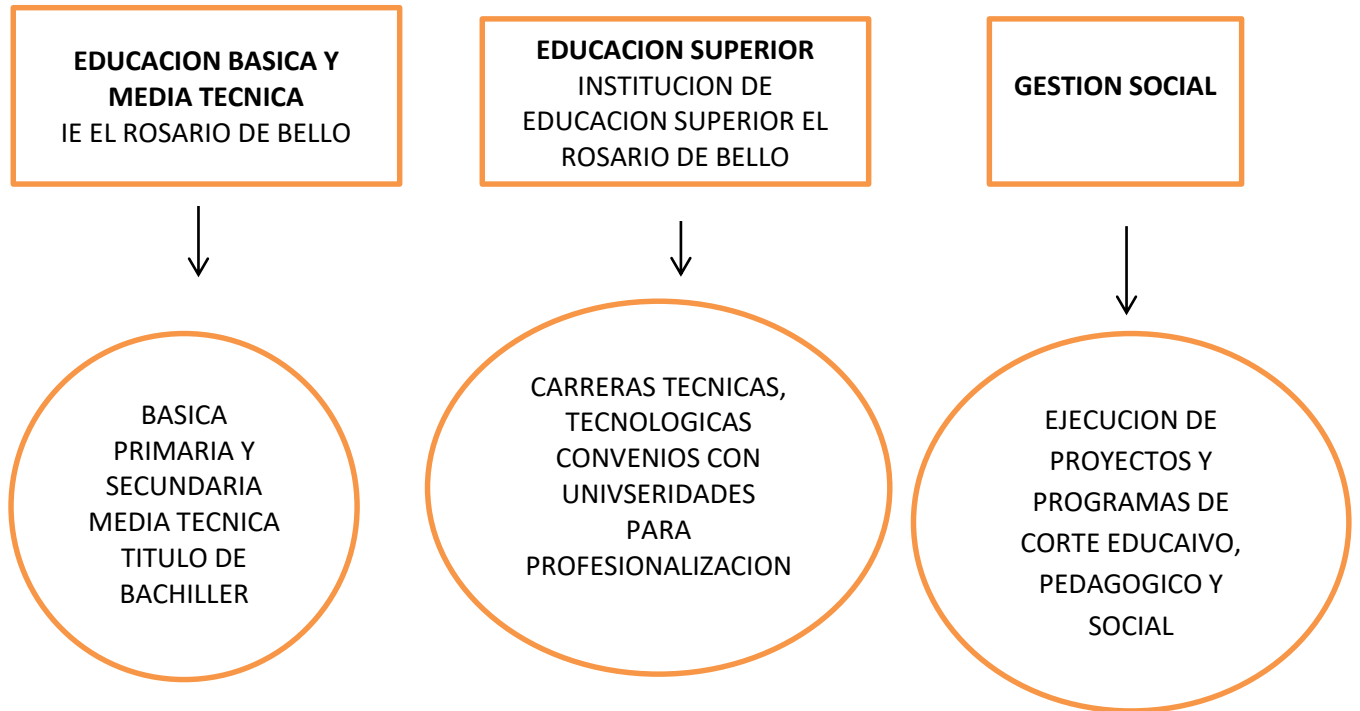 EDUCACION BASICA Y
MEDIA TECNICA
IE EL ROSARIO DE BELLO
EDUCACION SUPERIOR
INSTITUCION DE
EDUCACION SUPERIOR EL
ROSARIO DE BELLO
GESTION SOCIAL
BASICA
PRIMARIA Y
SECUNDARIA
MEDIA TECNICA
TITULO DE
BACHILLER
CARRERAS TECNICAS,
TECNOLOGICAS
CONVENIOS CON
UNIVSERIDADES
PARA
PROFESIONALIZACION
EJECUCION DE
PROYECTOS Y
PROGRAMAS DE
CORTE EDUCAIVO,
PEDAGOGICO Y
SOCIAL